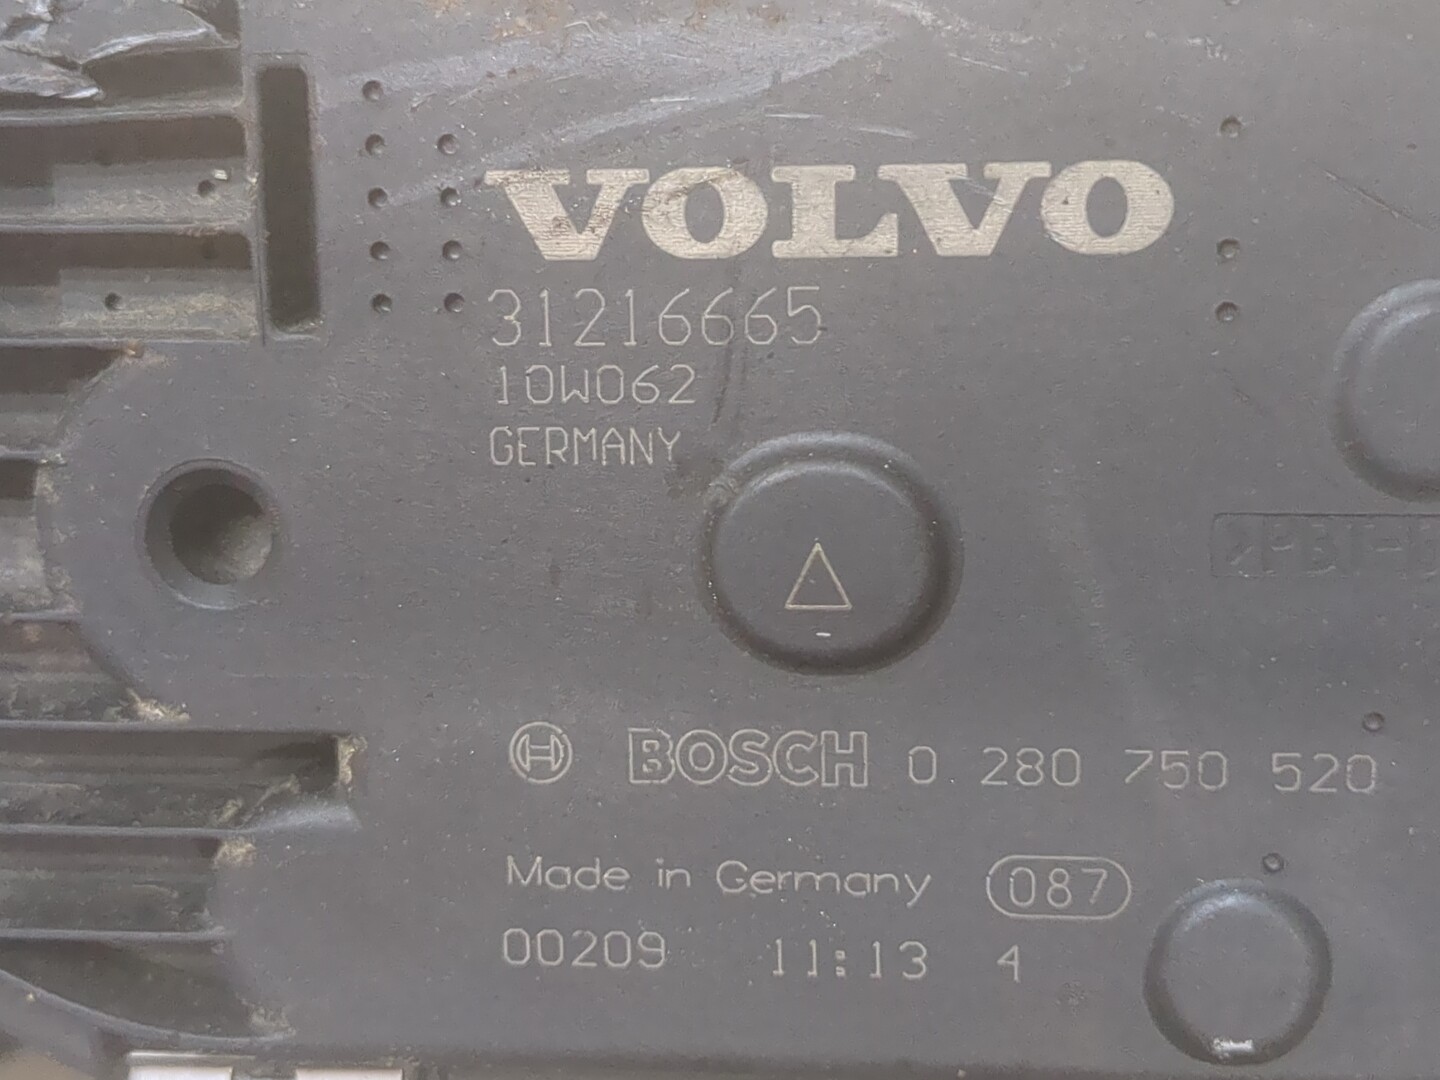 VOLVO
31216665
10W062
GERMANY
BOSCH 0 280 750 520
Made in Germany 087
00209 11:13 4